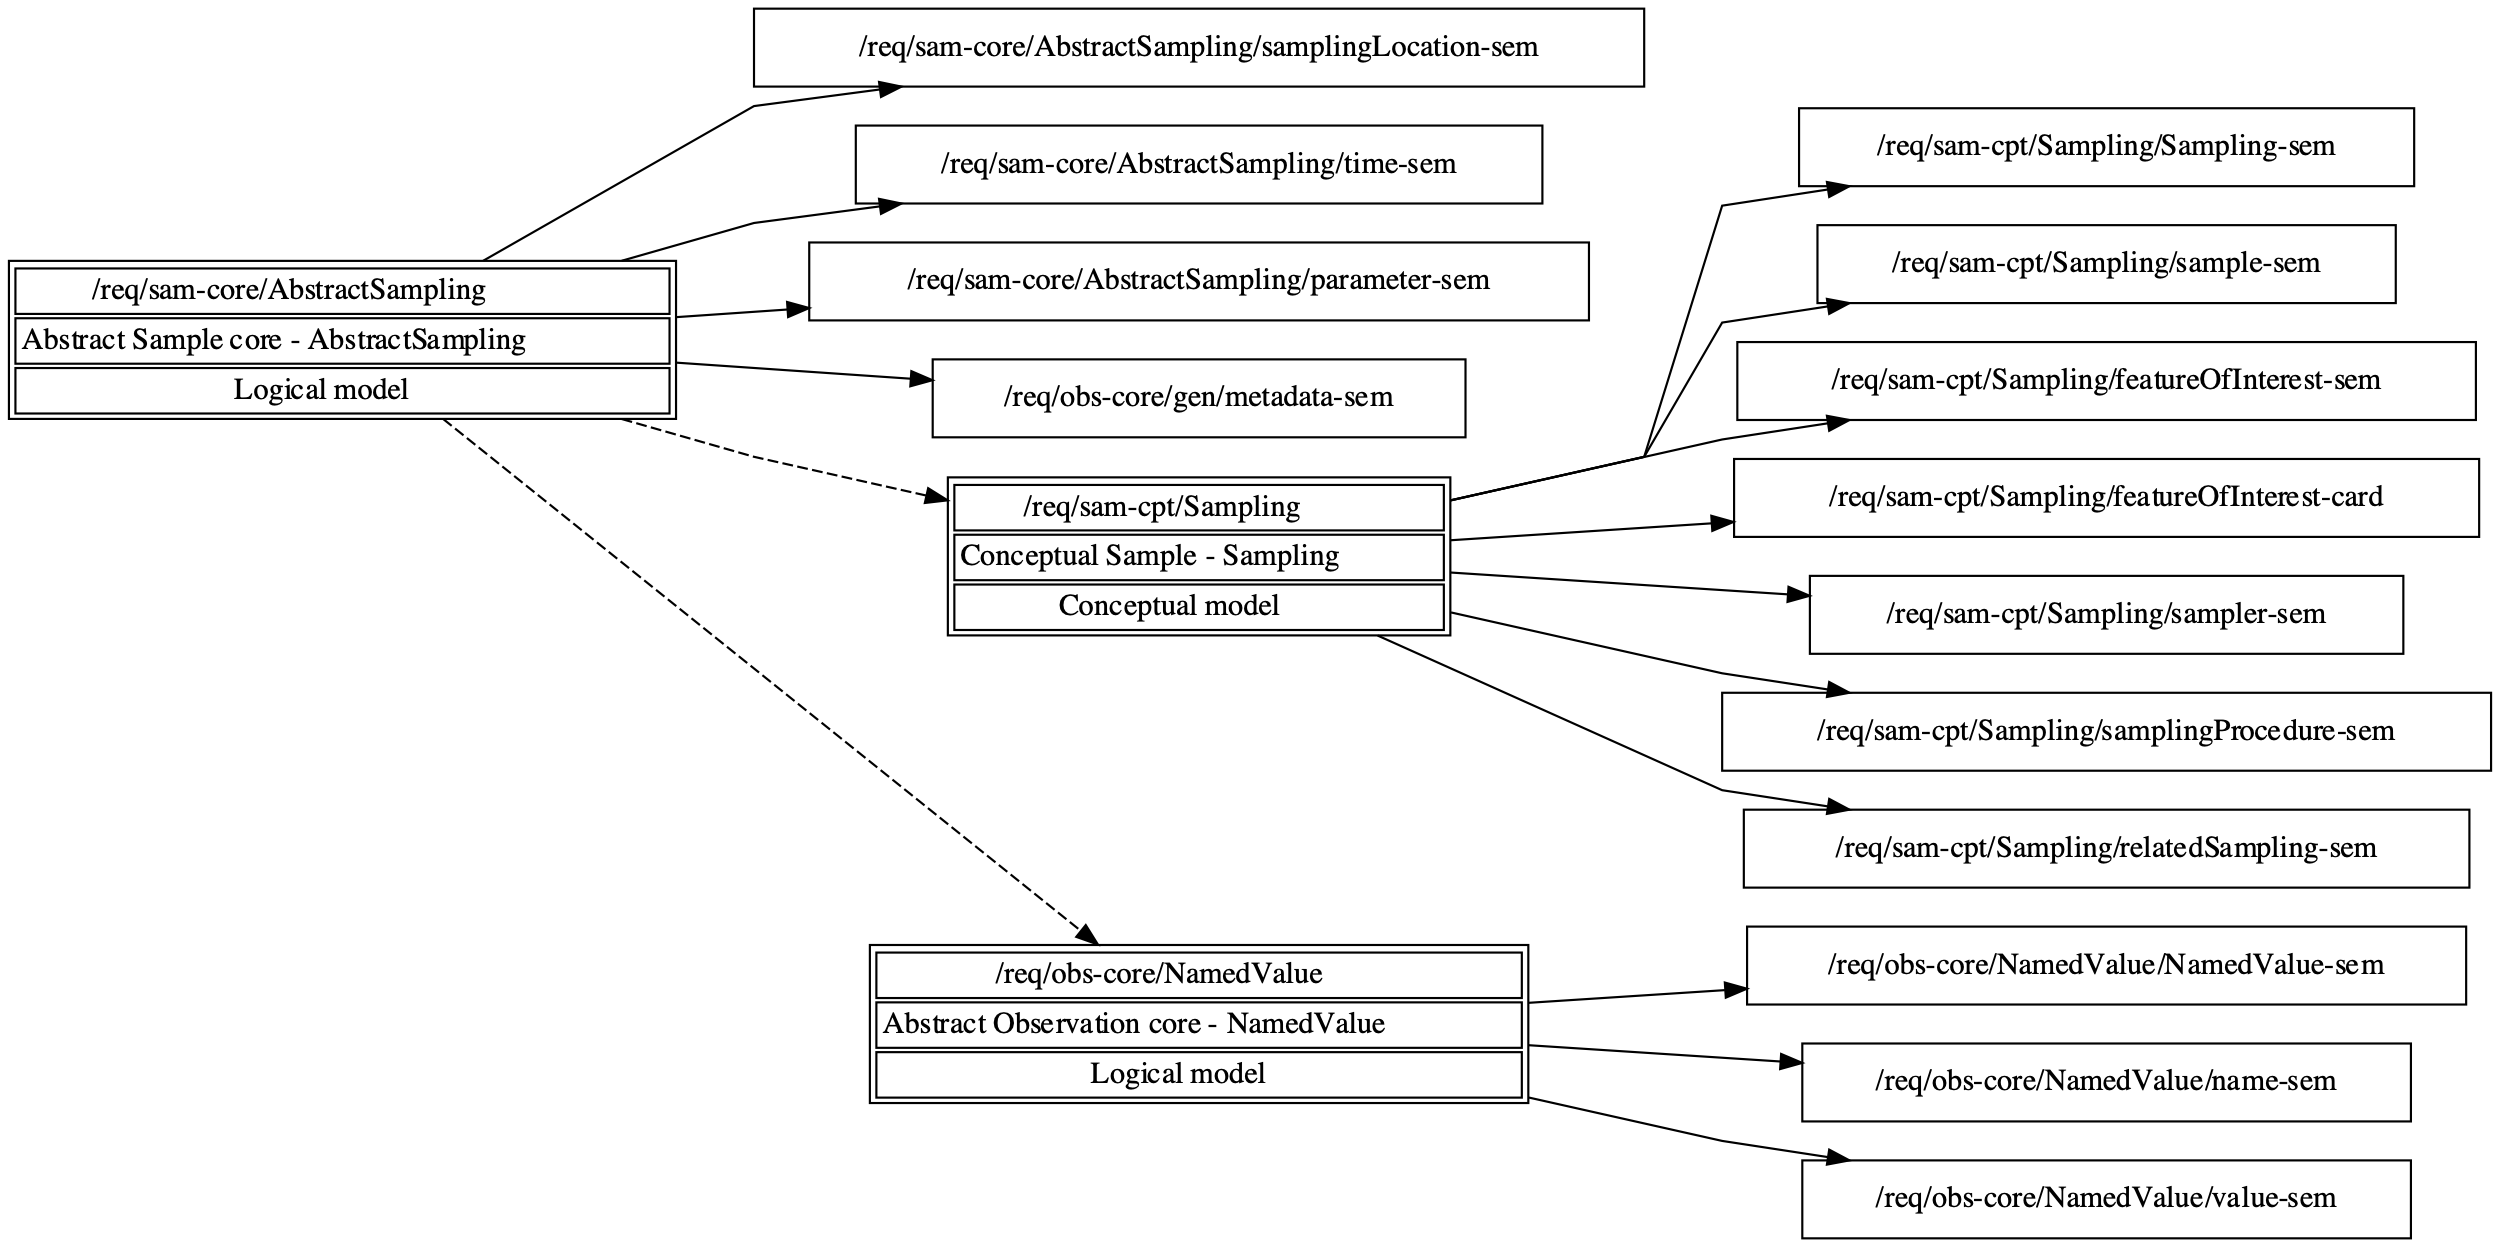 /req/sam-core/AbstractSampling/samplingLocation-sem
/req/sam-core/AbstractSampling/time-sem
/req/sam-core/AbstractSampling/parameter-sem
/req/obs-core/gen/metadata-sem
/req/sam-core/AbstractSampling
Abstract Sample core - AbstractSampling
Logical model
/req/sam-cpt/Sampling
Conceptual Sample - Sampling
Conceptual model
/req/sam-cpt/Sampling/Sampling-sem
/req/sam-cpt/Sampling/sample-sem
/req/sam-cpt/Sampling/featureOfInterest-sem
/req/sam-cpt/Sampling/featureOfInterest-card
/req/sam-cpt/Sampling/sampler-sem
/req/sam-cpt/Sampling/samplingProcedure-sem
/req/sam-cpt/Sampling/relatedSampling-sem
/req/obs-core/NamedValue
Abstract Observation core - NamedValue
Logical model
/req/obs-core/NamedValue/NamedValue-sem
/req/obs-core/NamedValue/name-sem
/req/obs-core/NamedValue/value-sem